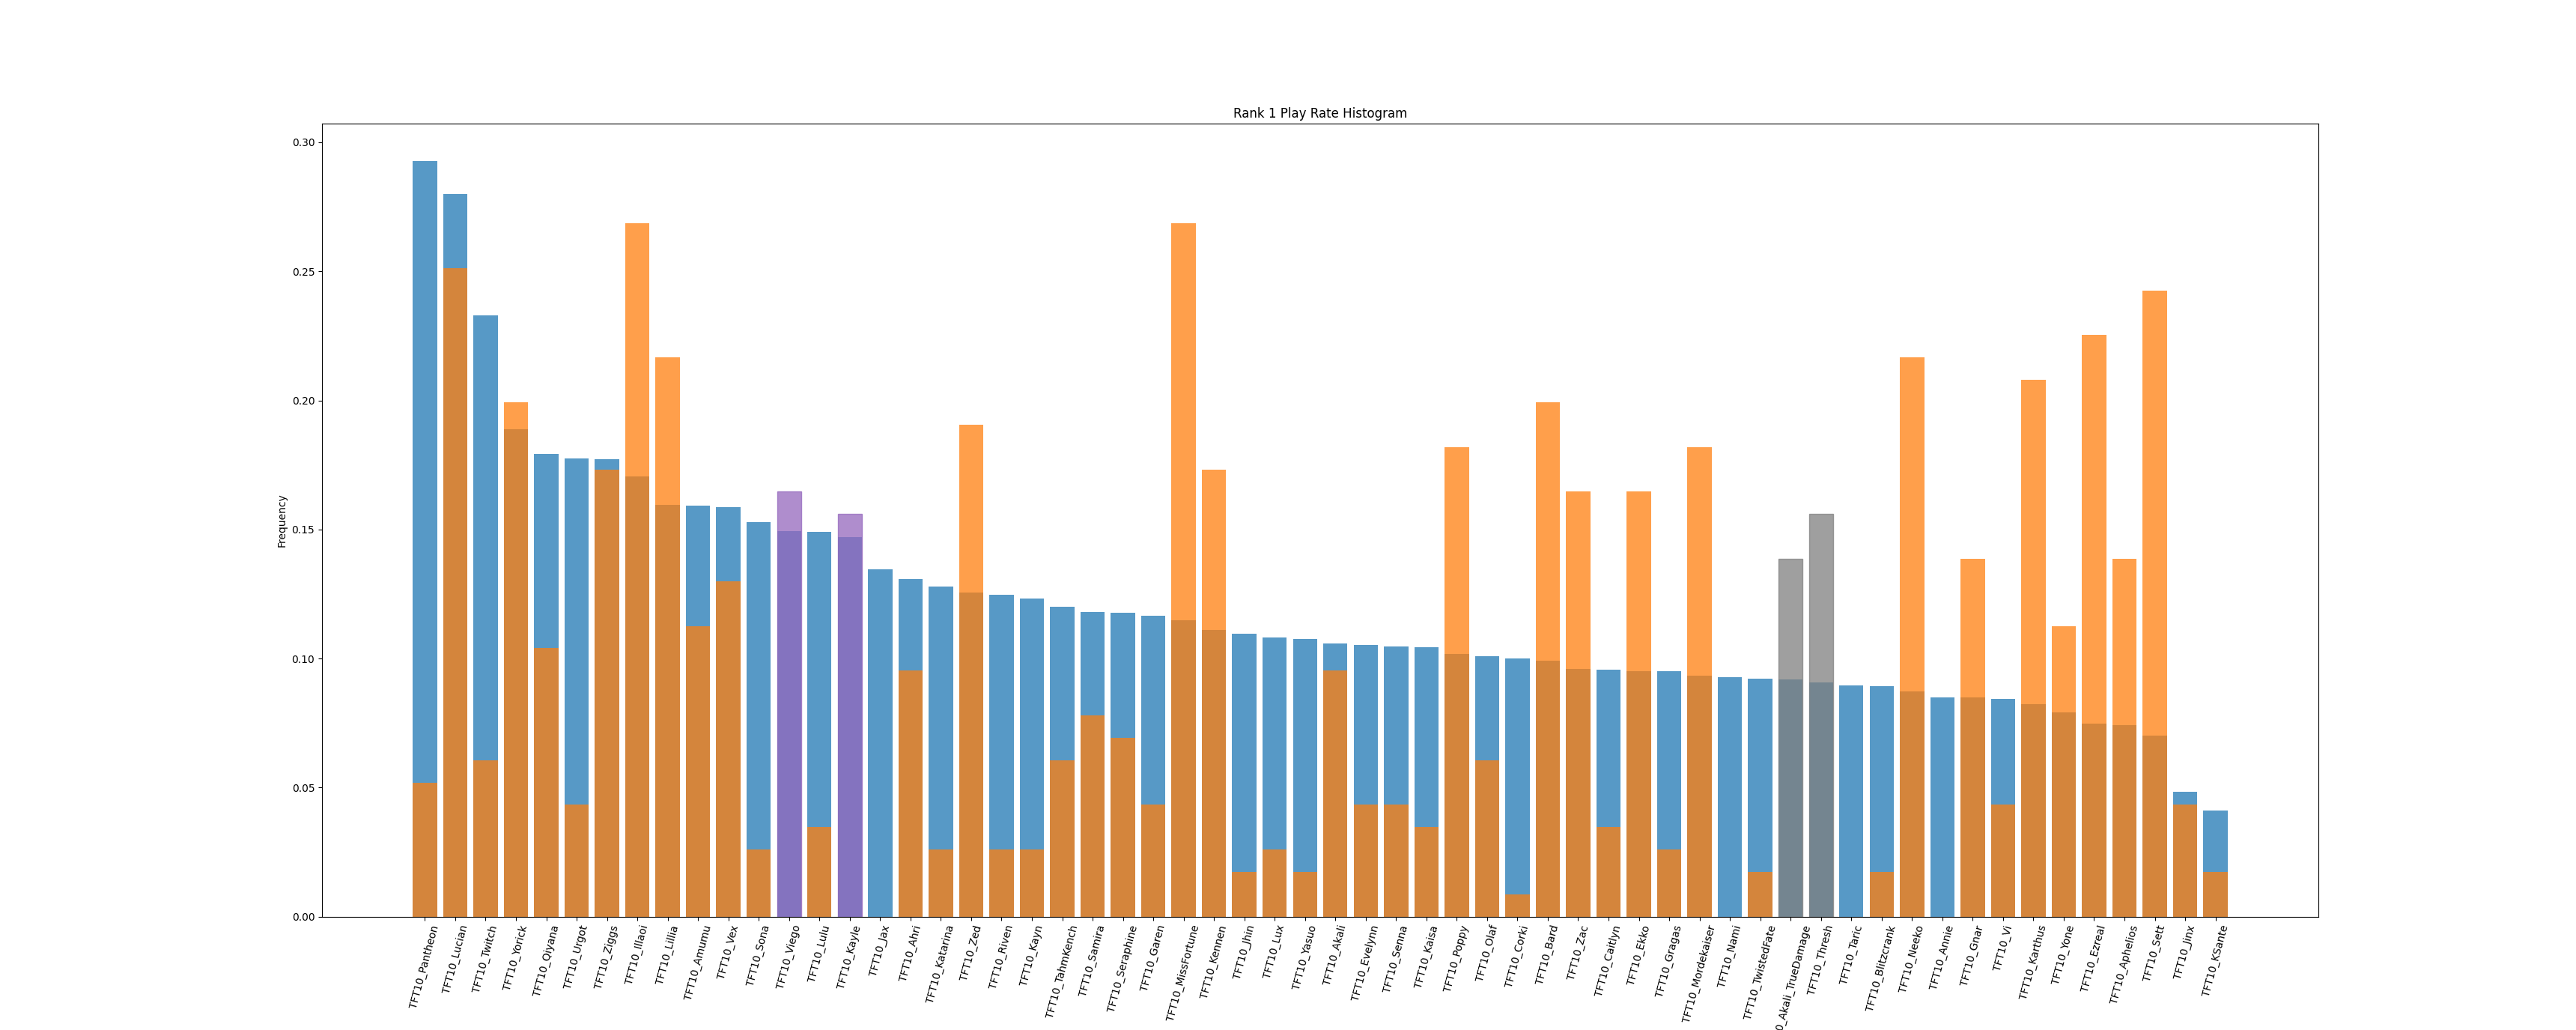 Rank 1 Play Rate Histogram
Frequency
0.30
0.25
0.20
0.15
0.10
0.05
0.00
TFT10_Pantheon
TFT10_Lucian
TFT10_Twitch
TFT10_Yorick
TFT10_Qiyana
TFT10_Urgot
TFT10_Ziggs
TFT10_Illaoi
TFT10_Lillia
TFT10_Amumu
TFT10_Vex
TFT10_Sona
TFT10_Viego
TFT10_Lulu
TFT10_Kayle
TFT10_Jax
TFT10_Ahri
TFT10_Katarina
TFT10_Zed
TFT10_Riven
TFT10_Kayn
TFT10_TahmKench
TFT10_Samira
TFT10_Seraphine
TFT10_Garen
TFT10_MissFortune
TFT10_Kennen
TFT10_Jhin
TFT10_Lux
TFT10_Yasuo
TFT10_Akali
TFT10_Evelynn
TFT10_Senna
TFT10_Kaisa
TFT10_Poppy
TFT10_Olaf
TFT10_Corki
TFT10_Bard
TFT10_Zac
TFT10_Caitlyn
TFT10_Ekko
TFT10_Gragas
TFT10_Mordekaiser
TFT10_Nami
TFT10_TwistedFate
0_Akali_TrueDamage
TFT10_Thresh
TFT10_Taric
TFT10_Blitzcrank
TFT10_Neeko
TFT10_Annie
TFT10_Gnar
TFT10_Vi
TFT10_Karthus
TFT10_Yone
TFT10_Ezreal
TFT10_Aphelios
TFT10_Sett
TFT10_Jinx
TFT10_KSante